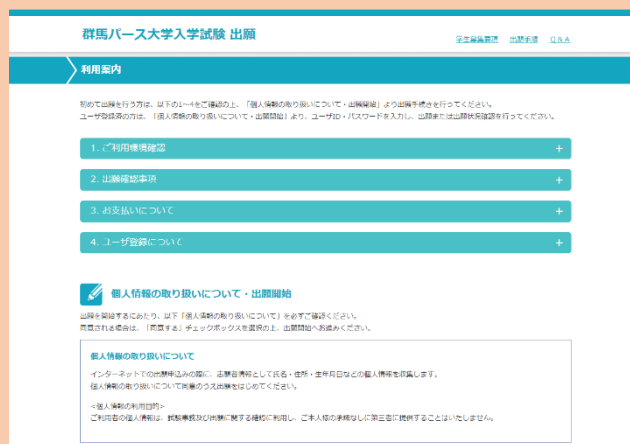 群馬パース大学入学試験 出願
学生募集要項 出願手順 Q&A
利用案内
初めて出願を行う方は、以下の1~4をご確認の上、「個人情報の取り扱いについて・出願開始」より出願手続きを行ってください。
ユーザ登録済の方は、「個人情報の取り扱いについて・出願開始」より、ユーザID・パスワードを入力し、出願または出願状況確認を行ってください。
1. ご利用環境確認 +
2. 出願確認事項 +
3. お支払いについて +
4. ユーザ登録について +
個人情報の取り扱いについて・出願開始
出願を開始するにあたり、以下「個人情報の取り扱いについて」を必ずご確認ください。
同意される場合は、「同意する」チェックボックスを選択の上、出願開始へお進みください。
個人情報の取り扱いについて
インターネットでの出願申込みの際に、志願者情報として氏名・住所・生年月日などの個人情報を収集します。
個人情報の取り扱いについて同意のうえ出願をはじめてください。
<個人情報の利用目的>
ご利用者の個人情報は、試験事務及び出願に関する確認に利用し、ご本人様の承諾なしに第三者に提供することはいたしません。